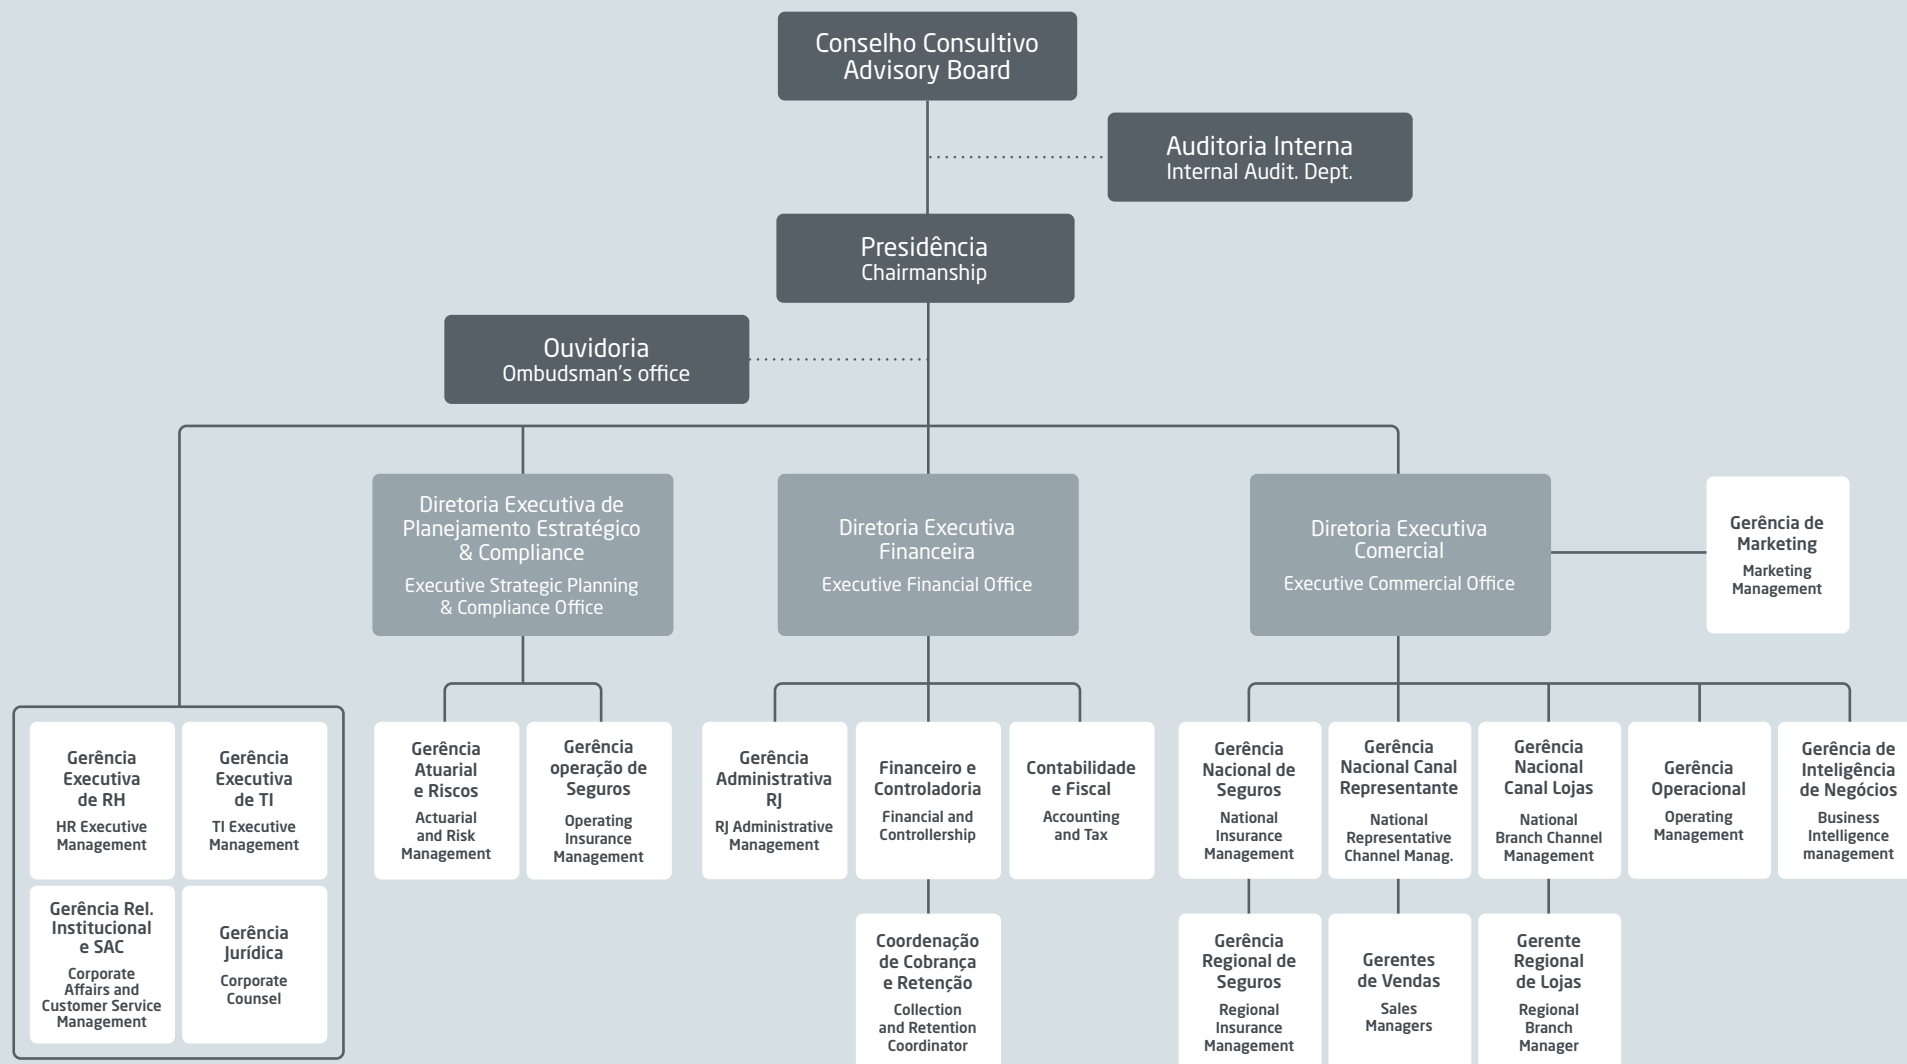 Conselho Consultivo
Advisory Board
Auditoria Interna
Internal Audit. Dept.
Presidência
Chairmanship
Ouvidoria
Ombudsman's office
Diretoria Executiva de
Planejamento Estratégico
& Compliance
Executive Strategic Planning
& Compliance Office
Diretoria Executiva
Financeira
Executive Financial Office
Diretoria Executiva
Comercial
Executive Commercial Office
Gerência de
Marketing
Marketing
Management
Gerência
Executiva
de RH
HR Executive
Management
Gerência
Executiva
de TI
TI Executive
Management
Gerência Rel.
Institucional
e SAC
Corporate
Affairs and
Customer Service
Management
Gerência
Jurídica
Corporate
Counsel
Gerência
Atuarial
e Riscos
Actuarial
and Risk
Management
Gerência
operação de
Seguros
Operating
Insurance
Management
Gerência
Administrativa
RJ
RJ Administrative
Management
Financeiro e
Controladoria
Financial and
Controllership
Contabilidade
e Fiscal
Accounting
and Tax
Coordenação
de Cobrança
e Retenção
Collection
and Retention
Coordinator
Gerência
Nacional de
Seguros
National
Insurance
Management
Gerência
Nacional Canal
Representante
National
Representative
Channel Manag.
Gerência
Nacional
Canal Lojas
National
Branch Channel
Management
Gerência
Operacional
Operating
Management
Gerência de
Inteligência
de Negócios
Business
Intelligence
management
Gerência
Regional de
Seguros
Regional
Insurance
Management
Gerentes
de Vendas
Sales
Managers
Gerente
Regional
de Lojas
Regional
Branch
Manager